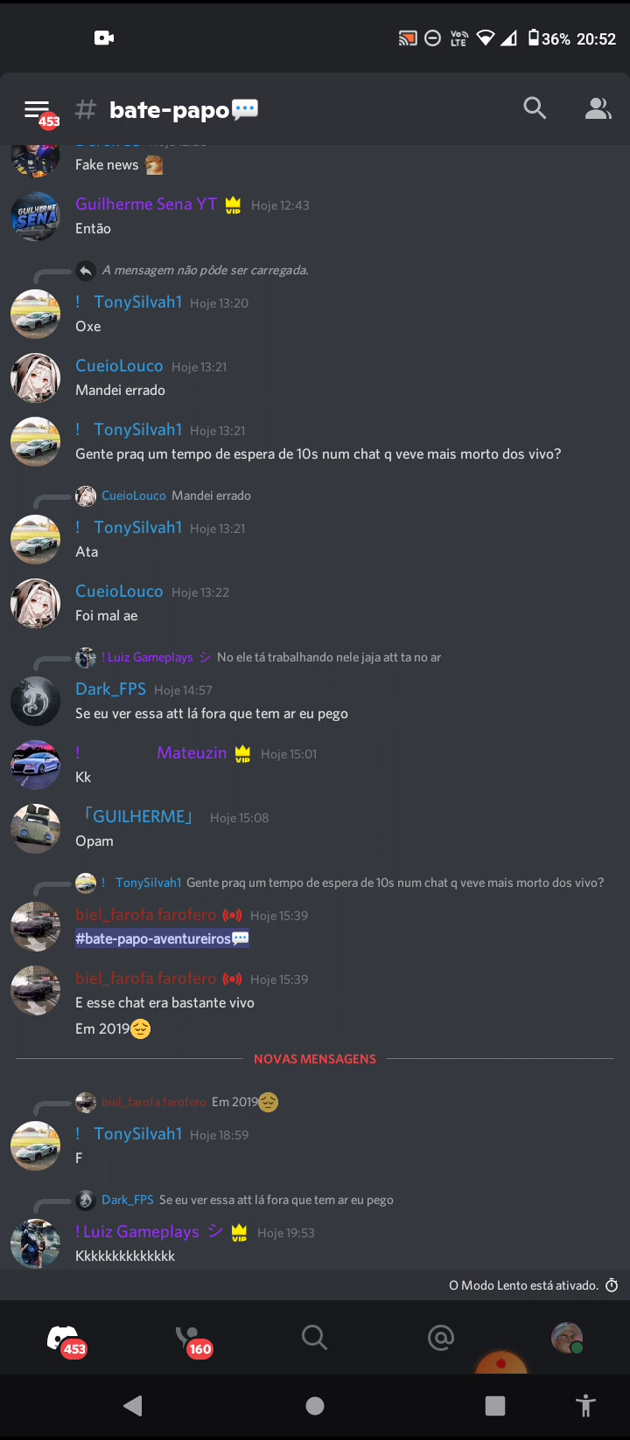 Vo) LTE 36% 20:52
453 # bate-papo💬
Fake news
Guilherme Sena YT VIP Hoje 12:43
GUILHERME SENA
Então
A mensagem não pôde ser carregada.
! TonySilvah1 Hoje 13:20
Oxe
CueioLouco Hoje 13:21
Mandei errado
! TonySilvah1 Hoje 13:21
Gente praq um tempo de espera de 10s num chat q veve mais morto dos vivo?
CueioLouco Mandei errado
! TonySilvah1 Hoje 13:21
Ata
CueioLouco Hoje 13:22
Foi mal ae
! Luiz Gameplays シ No ele tá trabalhando nele jaja att ta no ar
Dark_FPS Hoje 14:57
Se eu ver essa att lá fora que tem ar eu pego
! Mateuzin VIP Hoje 15:01
Kk
「GUILHERME」 Hoje 15:08
Opam
! TonySilvah1 Gente praq um tempo de espera de 10s num chat q veve mais morto dos vivo?
biel_farofa farofero Hoje 15:39
#bate-papo-aventureiros💬
biel_farofa farofero Hoje 15:39
E esse chat era bastante vivo
Em 2019😔
NOVAS MENSAGENS
biel_farofa farofero Em 2019😔
! TonySilvah1 Hoje 18:59
F
Dark_FPS Se eu ver essa att lá fora que tem ar eu pego
! Luiz Gameplays シ VIP Hoje 19:53
Kkkkkkkkkkkkkk
O Modo Lento está ativado.
453 160